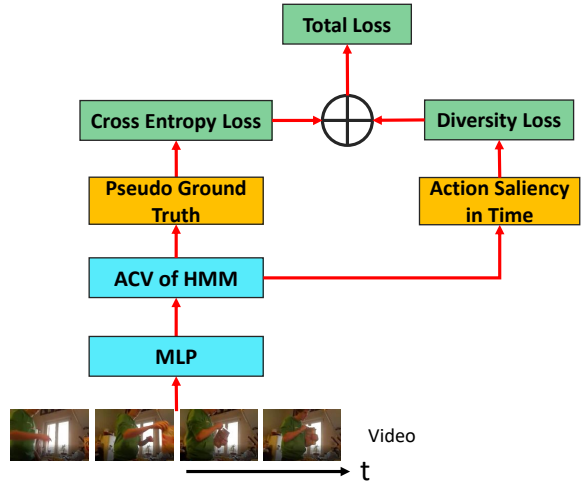 Total Loss
Cross Entropy Loss
Diversity Loss
Pseudo Ground
Truth
Action Saliency
in Time
ACV of HMM
MLP
Video
t